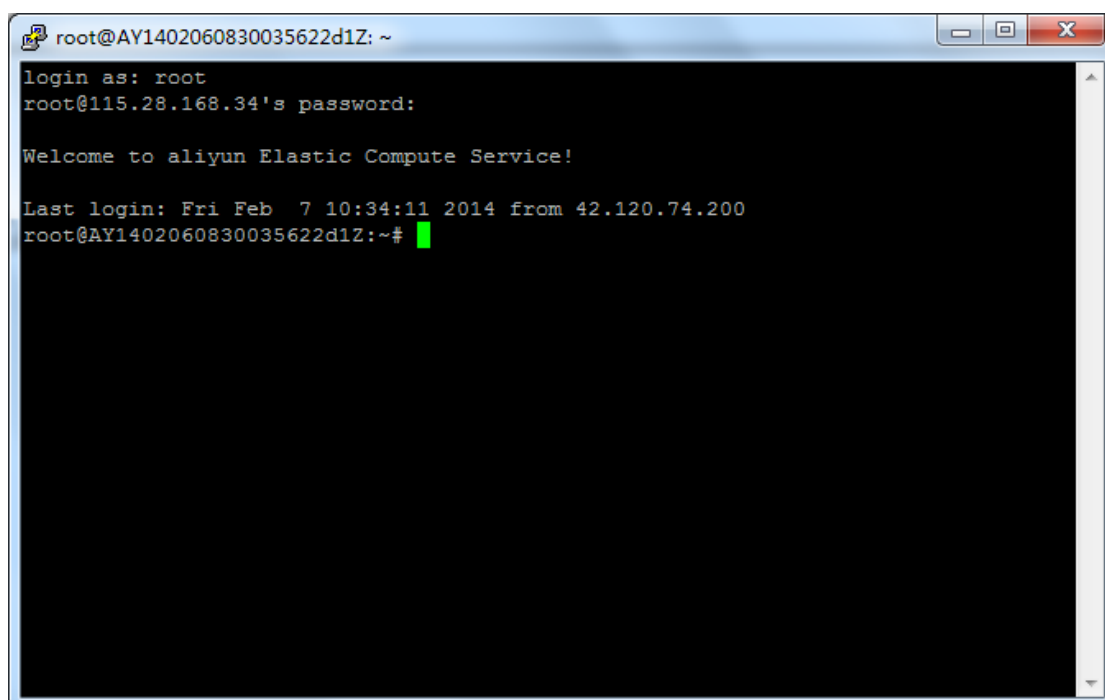 root@AY1402060830035622d1Z: ~
login as: root
root@115.28.168.34's password:
Welcome to aliyun Elastic Compute Service!
Last login: Fri Feb  7 10:34:11 2014 from 42.120.74.200
root@AY1402060830035622d1Z:~#